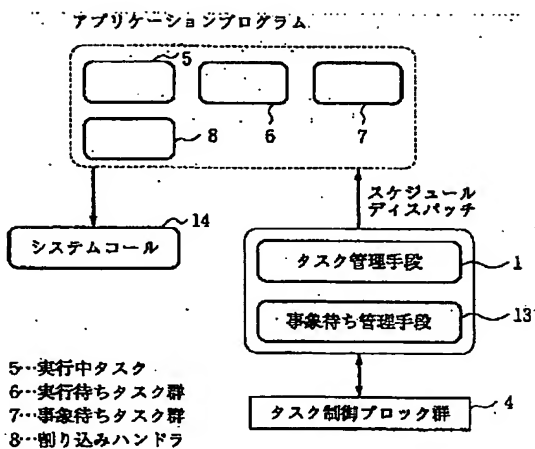 アプリケーションプログラム
5
6
7
8
スケジュール
ディスパッチ
14
システムコール
タスク管理手段
1
事象待ち管理手段
13
5…実行中タスク
6…実行待ちタスク群
7…事象待ちタスク群
8…割り込みハンドラ
タスク制御ブロック群
4